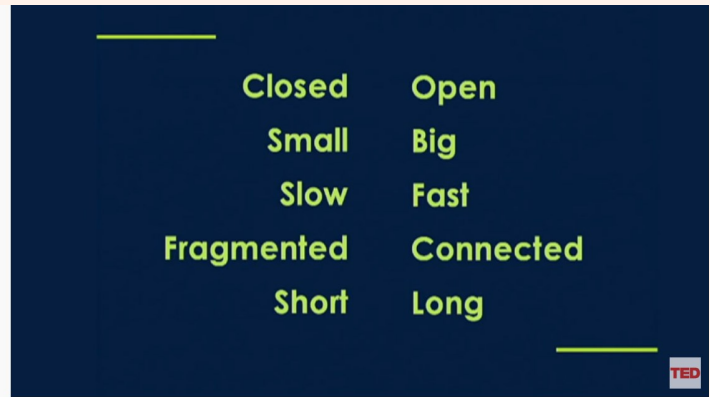 Closed Open
Small Big
Slow Fast
Fragmented Connected
Short Long
TED